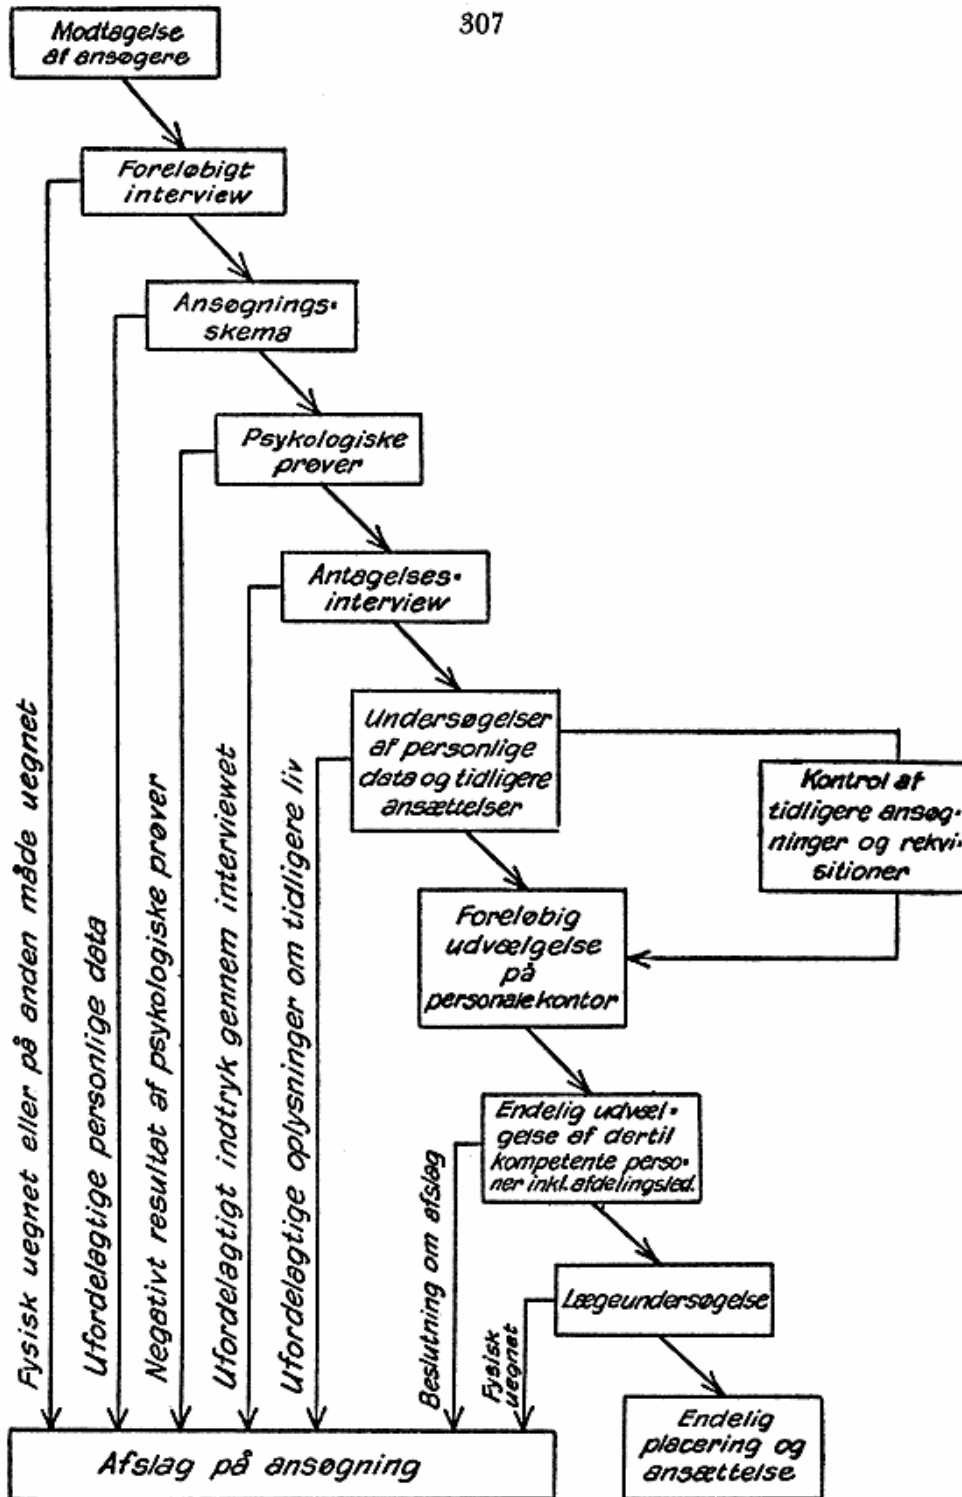 307
Modtagelse
af ansøgere
Foreløbigt
interview
Ansøgnings-
skema
Psykologiske
prøver
Antagelses-
interview
Undersøgelser
af personlige
data og tidligere
ansættelser
Kontrol af
tidligere ansøg-
ninger og rekvi-
sitioner
Foreløbig
udvælgelse
på
personalekontor
Endelig udvæl-
gelse af dertil
kompetente perso-
ner inkl. afdelingsled.
Lægeundersøgelse
Endelig
placering og
ansættelse
Fysisk uegnet eller på anden måde uegnet
Ufordelagtige personlige data
Negativt resultat af psykologiske prøver
Ufordelagtigt indtryk gennem interviewet
Ufordelagtige oplysninger om tidligere liv
Beslutning om afslag
Fysisk
uegnet
Afslag på ansøgning